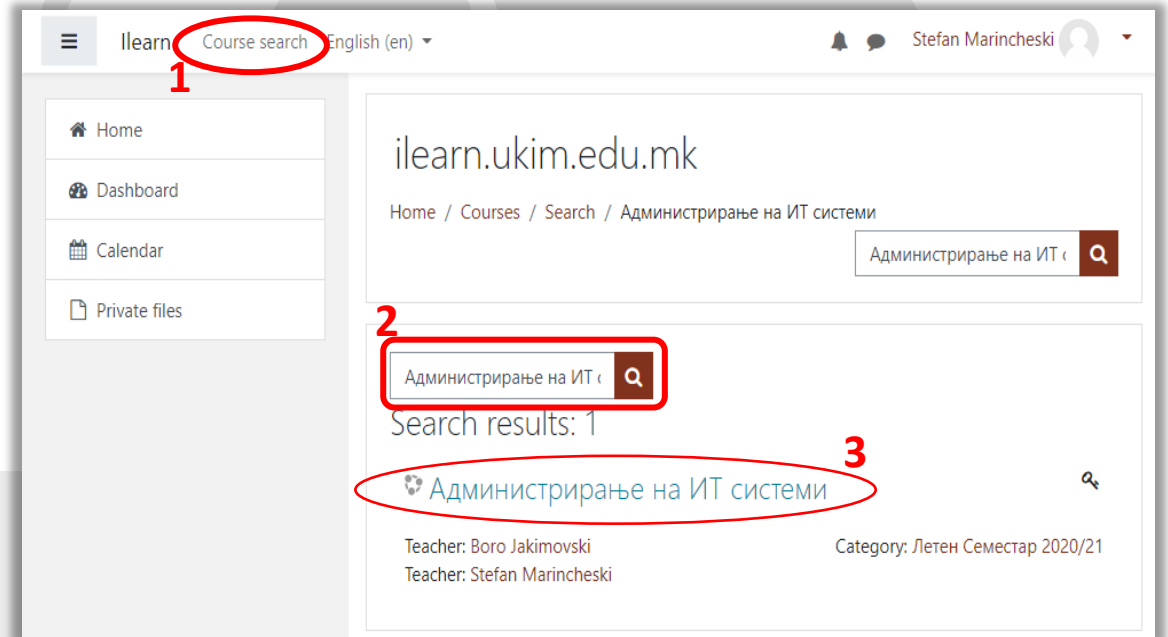 Ilearn Course search English (en) Stefan Marincheski
1
Home
Dashboard
Calendar
Private files
ilearn.ukim.edu.mk
Home / Courses / Search / Администрирање на ИТ системи
Администрирање на ИТ
2
Администрирање на ИТ
Search results: 1
3
Администрирање на ИТ системи
Teacher: Boro Jakimovski Category: Летен Семестар 2020/21
Teacher: Stefan Marincheski